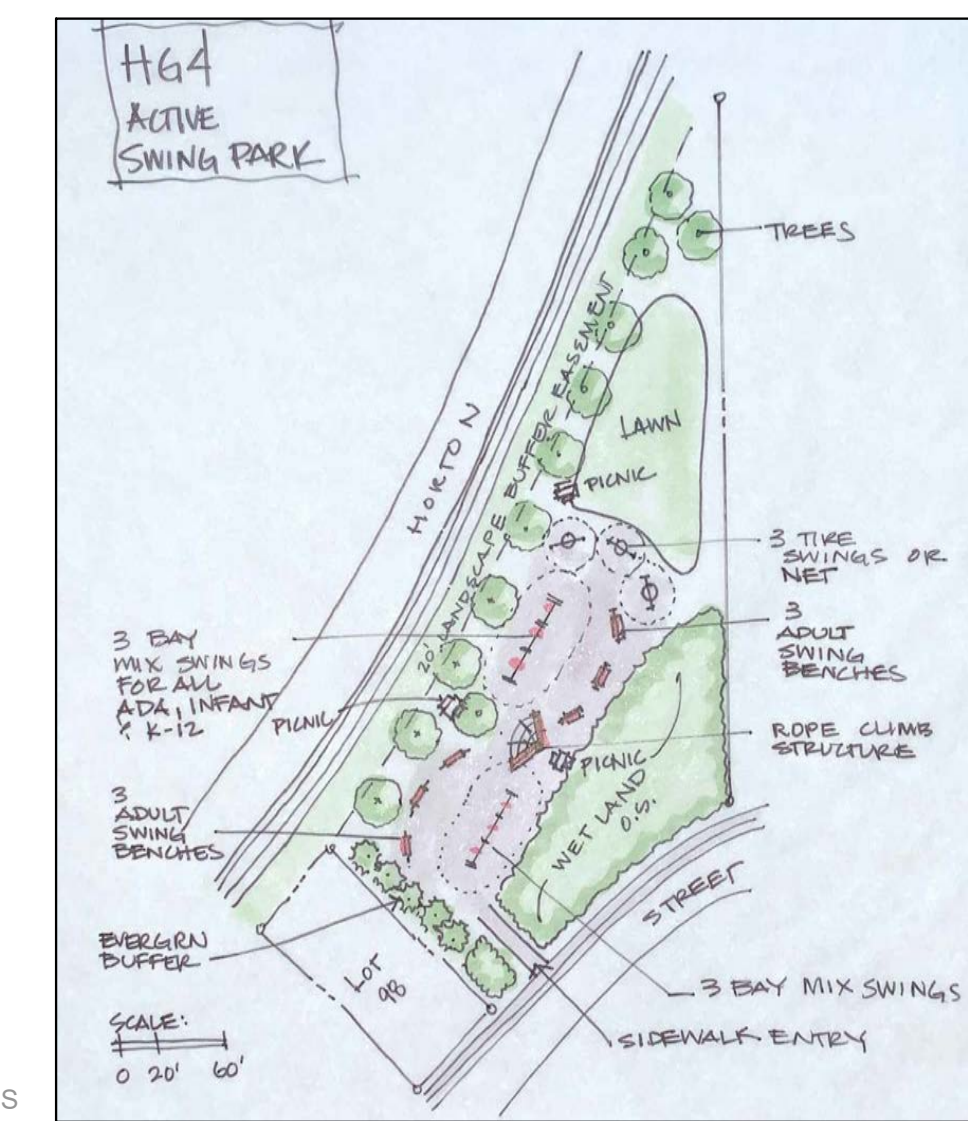 HG4
ACTIVE
SWING PARK
TREES
HORTON
20' LANDSCAPE BUFFER EASEMENT
LAWN
PICNIC
3 TIRE
SWINGS OR
NET
3
ADULT
SWING
BENCHES
3 BAY
MIX SWINGS
FOR ALL
ADA, INFANT
& K-12
PICNIC
ROPE CLIMB
STRUCTURE
PICNIC
WET LAND
O.S.
3
ADULT
SWING
BENCHES
STREET
EVERGRN
BUFFER
LOT
98
3 BAY MIX SWINGS
SIDEWALK ENTRY
SCALE:
0 20' 60'
S